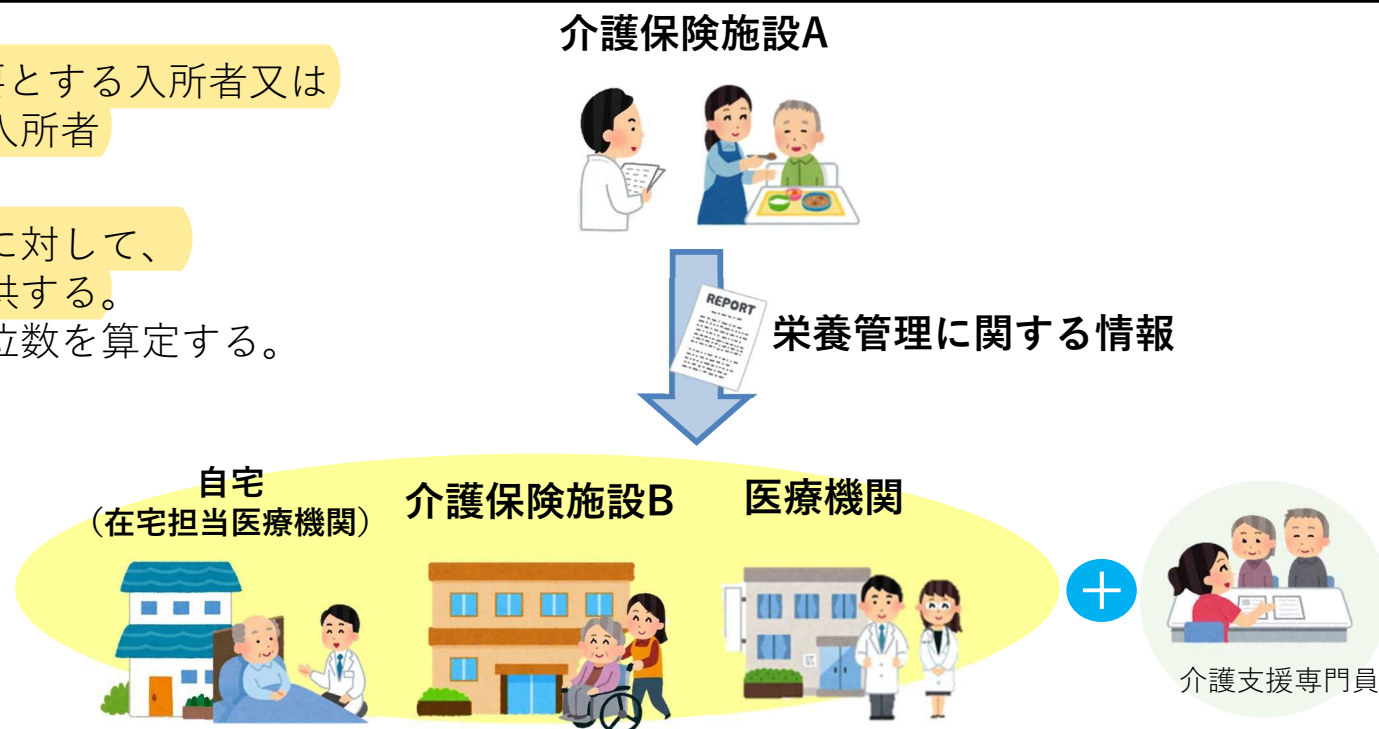 介護保険施設A
要とする入所者又は
入所者
に対して、
供する。
位数を算定する。
REPORT
栄養管理に関する情報
自宅
（在宅担当医療機関）
介護保険施設B
医療機関
＋
介護支援専門員